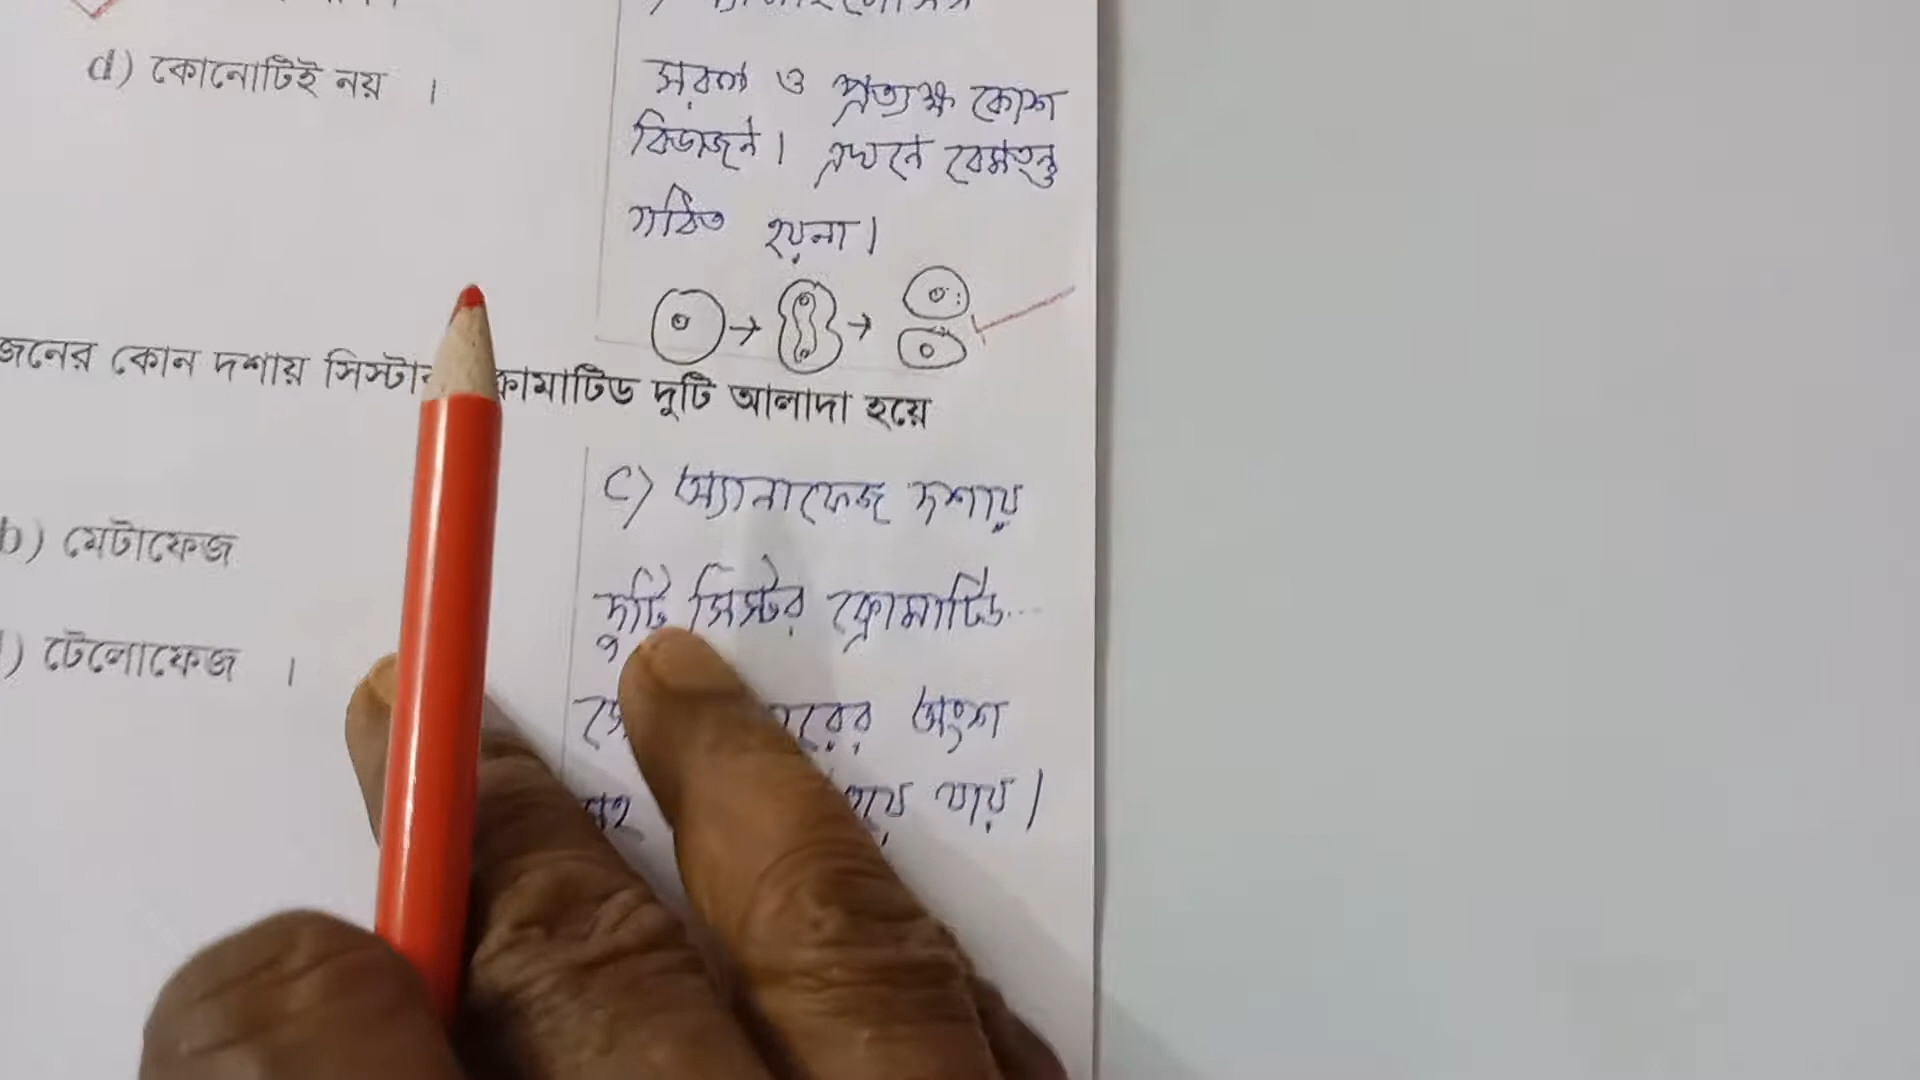 d) কোনোটিই নয় ।
সরল ও প্রত্যক্ষ কোশ
বিভাজন। এখানে বেমতন্তু
গঠিত হয়না।
জনের কোন দশায় সিস্টার ক্রোমাটিড দুটি আলাদা হয়ে
c) অ্যানাফেজ দশায়
দুটি সিস্টার ক্রোমাটিড...
অংশ
b) মেটাফেজ
যায়।
) টেলোফেজ ।